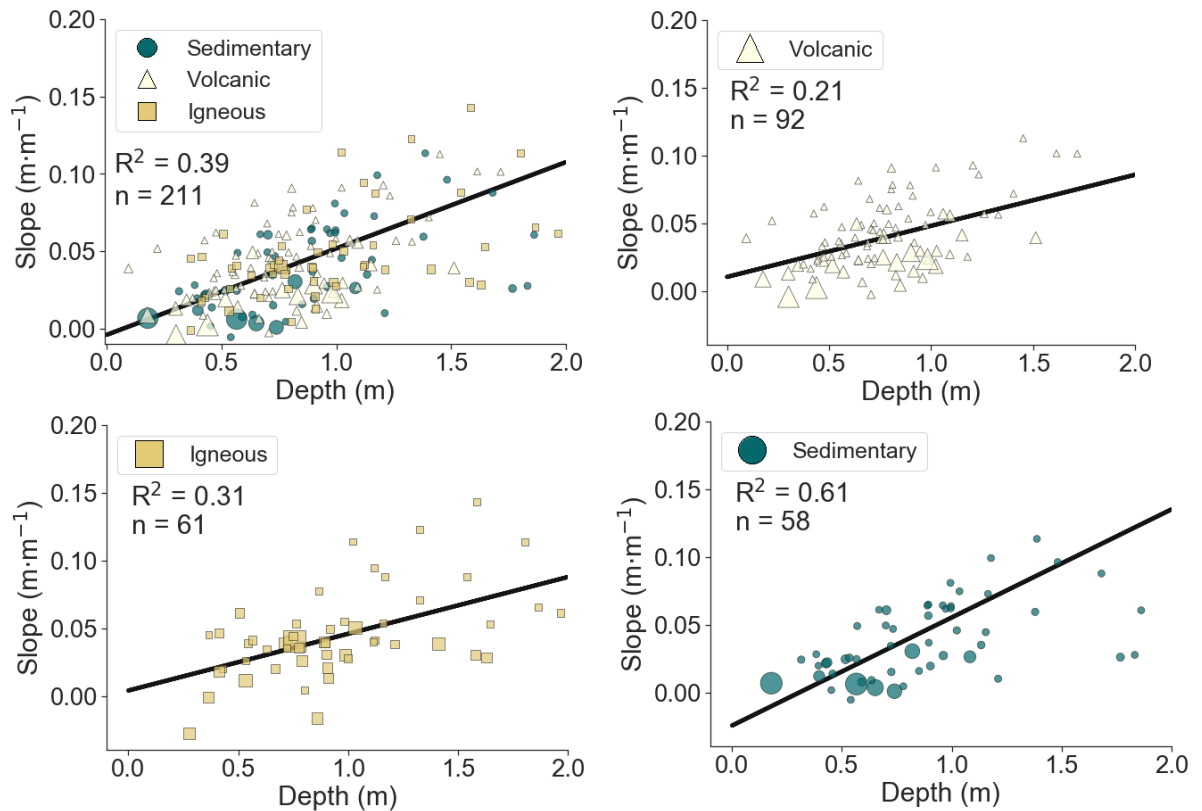 0.20
0.15
0.10
0.05
0.00
Slope (m·m⁻¹)
Sedimentary
Volcanic
Igneous
R² = 0.39
n = 211
0.0 0.5 1.0 1.5 2.0
Depth (m)
0.20
0.15
0.10
0.05
0.00
Slope (m·m⁻¹)
Volcanic
R² = 0.21
n = 92
0.0 0.5 1.0 1.5 2.0
Depth (m)
0.20
0.15
0.10
0.05
0.00
Slope (m·m⁻¹)
Igneous
R² = 0.31
n = 61
0.0 0.5 1.0 1.5 2.0
Depth (m)
0.20
0.15
0.10
0.05
0.00
Slope (m·m⁻¹)
Sedimentary
R² = 0.61
n = 58
0.0 0.5 1.0 1.5 2.0
Depth (m)